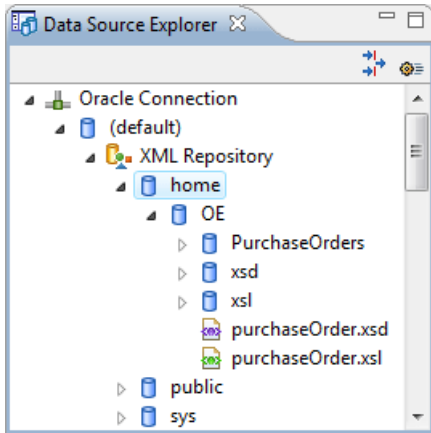 Data Source Explorer
Oracle Connection
(default)
XML Repository
home
OE
PurchaseOrders
xsd
xsl
purchaseOrder.xsd
purchaseOrder.xsl
public
sys